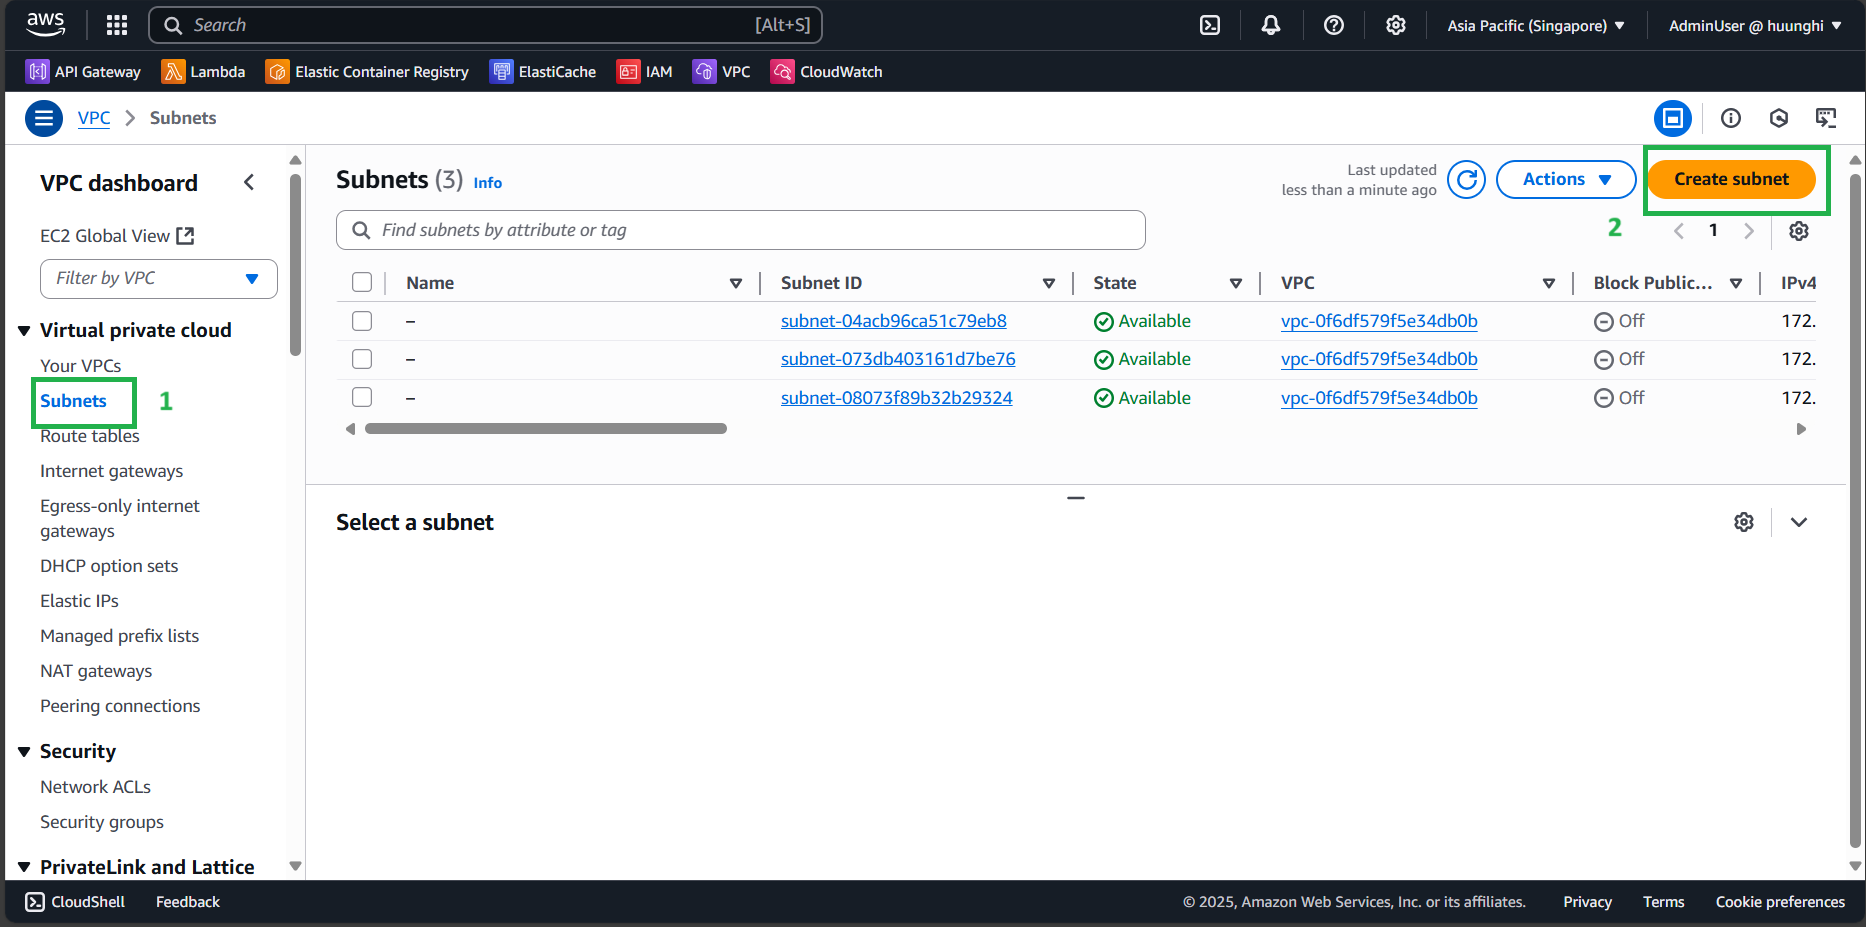 aws
Search [Alt+S]
Asia Pacific (Singapore)
AdminUser @ huunghi
API Gateway
Lambda
Elastic Container Registry
ElastiCache
IAM
VPC
CloudWatch
VPC
Subnets
VPC dashboard
EC2 Global View
Filter by VPC
Virtual private cloud
Your VPCs
Subnets 1
Route tables
Internet gateways
Egress-only internet
gateways
DHCP option sets
Elastic IPs
Managed prefix lists
NAT gateways
Peering connections
Security
Network ACLs
Security groups
PrivateLink and Lattice
Subnets (3) Info
Last updated
less than a minute ago
Actions
Create subnet
2
Find subnets by attribute or tag
1
Name Subnet ID State VPC Block Public... IPv4
– subnet-04acb96ca51c79eb8 Available vpc-0f6df579f5e34db0b Off 172.
– subnet-073db403161d7be76 Available vpc-0f6df579f5e34db0b Off 172.
– subnet-08073f89b32b29324 Available vpc-0f6df579f5e34db0b Off 172.
Select a subnet
CloudShell
Feedback
© 2025, Amazon Web Services, Inc. or its affiliates.
Privacy
Terms
Cookie preferences